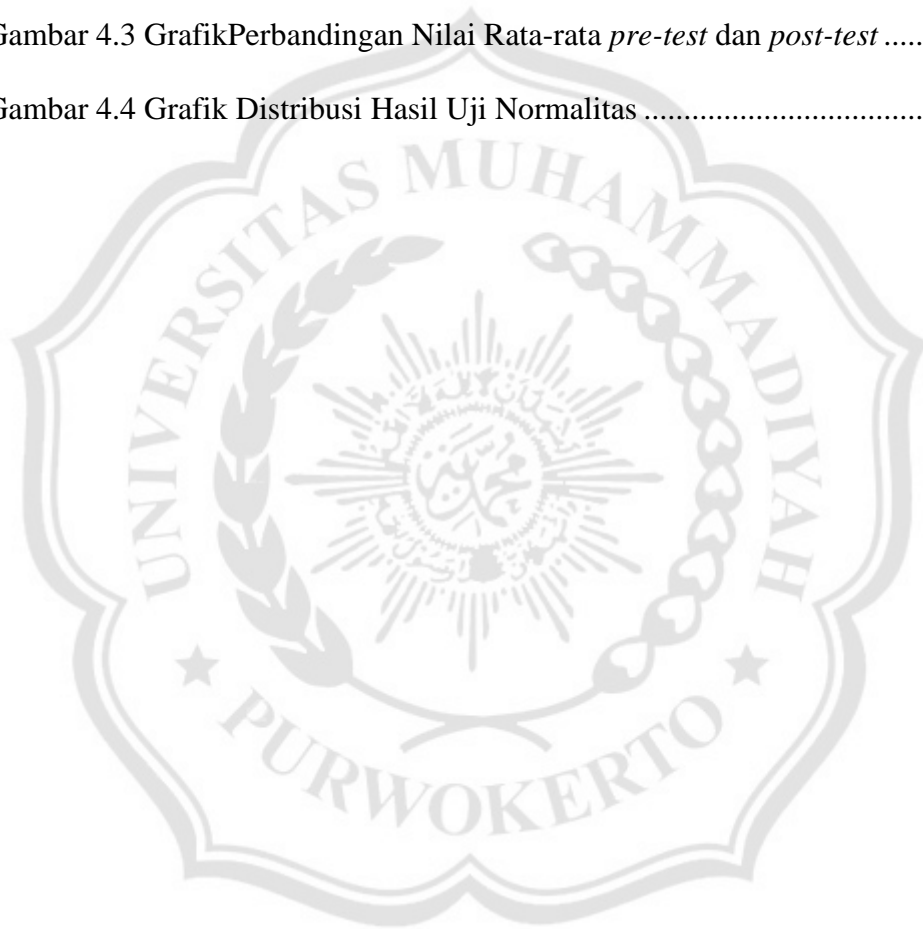 Gambar 4.3 GrafikPerbandingan Nilai Rata-rata pre-test dan post-test .....
Gambar 4.4 Grafik Distribusi Hasil Uji Normalitas ...................................
UNIVERSITAS MUHAMMADIYAH
PURWOKERTO